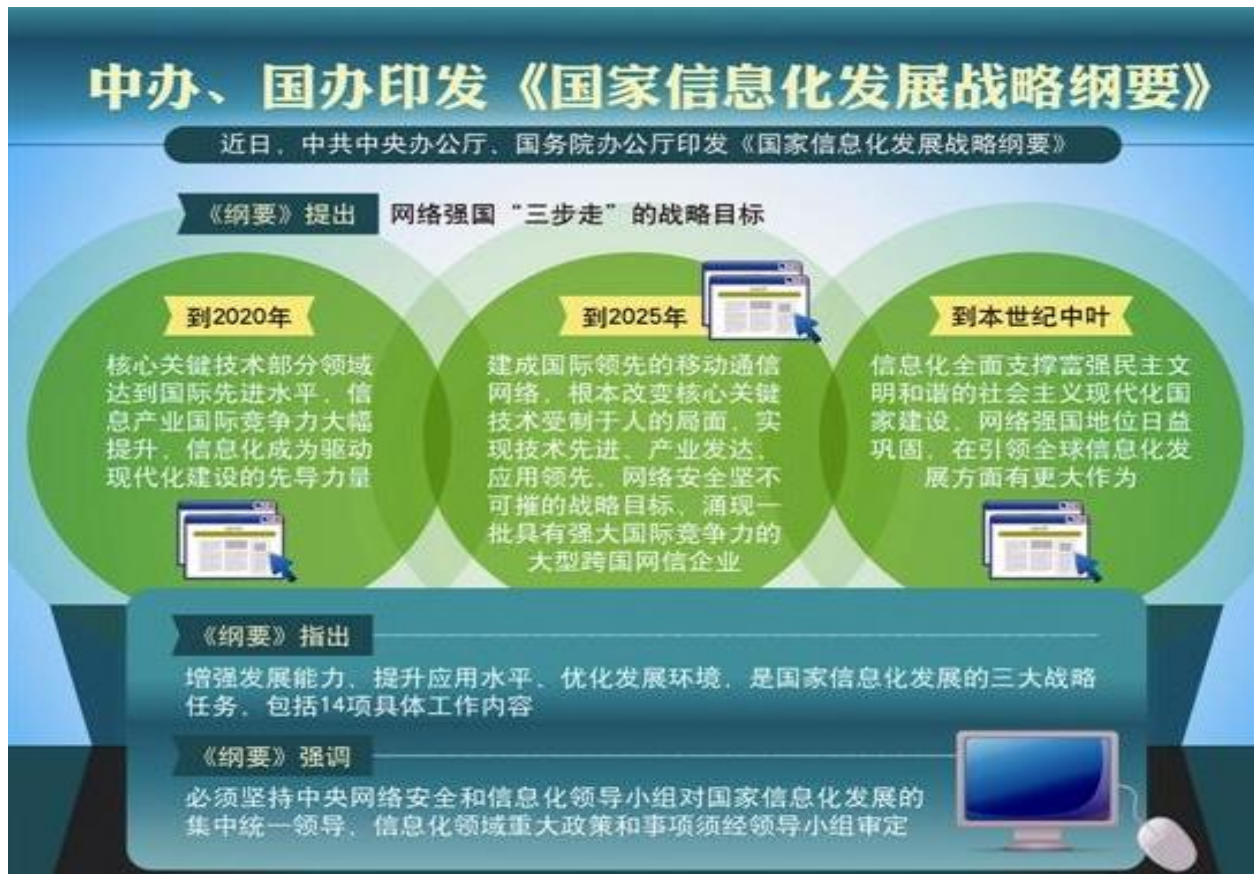 中办、国办印发《国家信息化发展战略纲要》
近日，中共中央办公厅、国务院办公厅印发《国家信息化发展战略纲要》
《纲要》提出 网络强国“三步走”的战略目标
到2020年
核心关键技术部分领域
达到国际先进水平，信
息产业国际竞争力大幅
提升，信息化成为驱动
现代化建设的先导力量
到2025年
建成国际领先的移动通信
网络，根本改变核心关键
技术受制于人的局面，实
现技术先进、产业发达、
应用领先、网络安全坚不
可摧的战略目标，涌现一
批具有强大国际竞争力的
大型跨国网信企业
到本世纪中叶
信息化全面支撑富强民主文
明和谐的社会主义现代化国
家建设，网络强国地位日益
巩固，在引领全球信息化发
展方面有更大作为
《纲要》指出
增强发展能力、提升应用水平、优化发展环境，是国家信息化发展的三大战略
任务，包括14项具体工作内容
《纲要》强调
必须坚持中央网络安全和信息化领导小组对国家信息化发展的
集中统一领导，信息化领域重大政策和事项须经领导小组审定